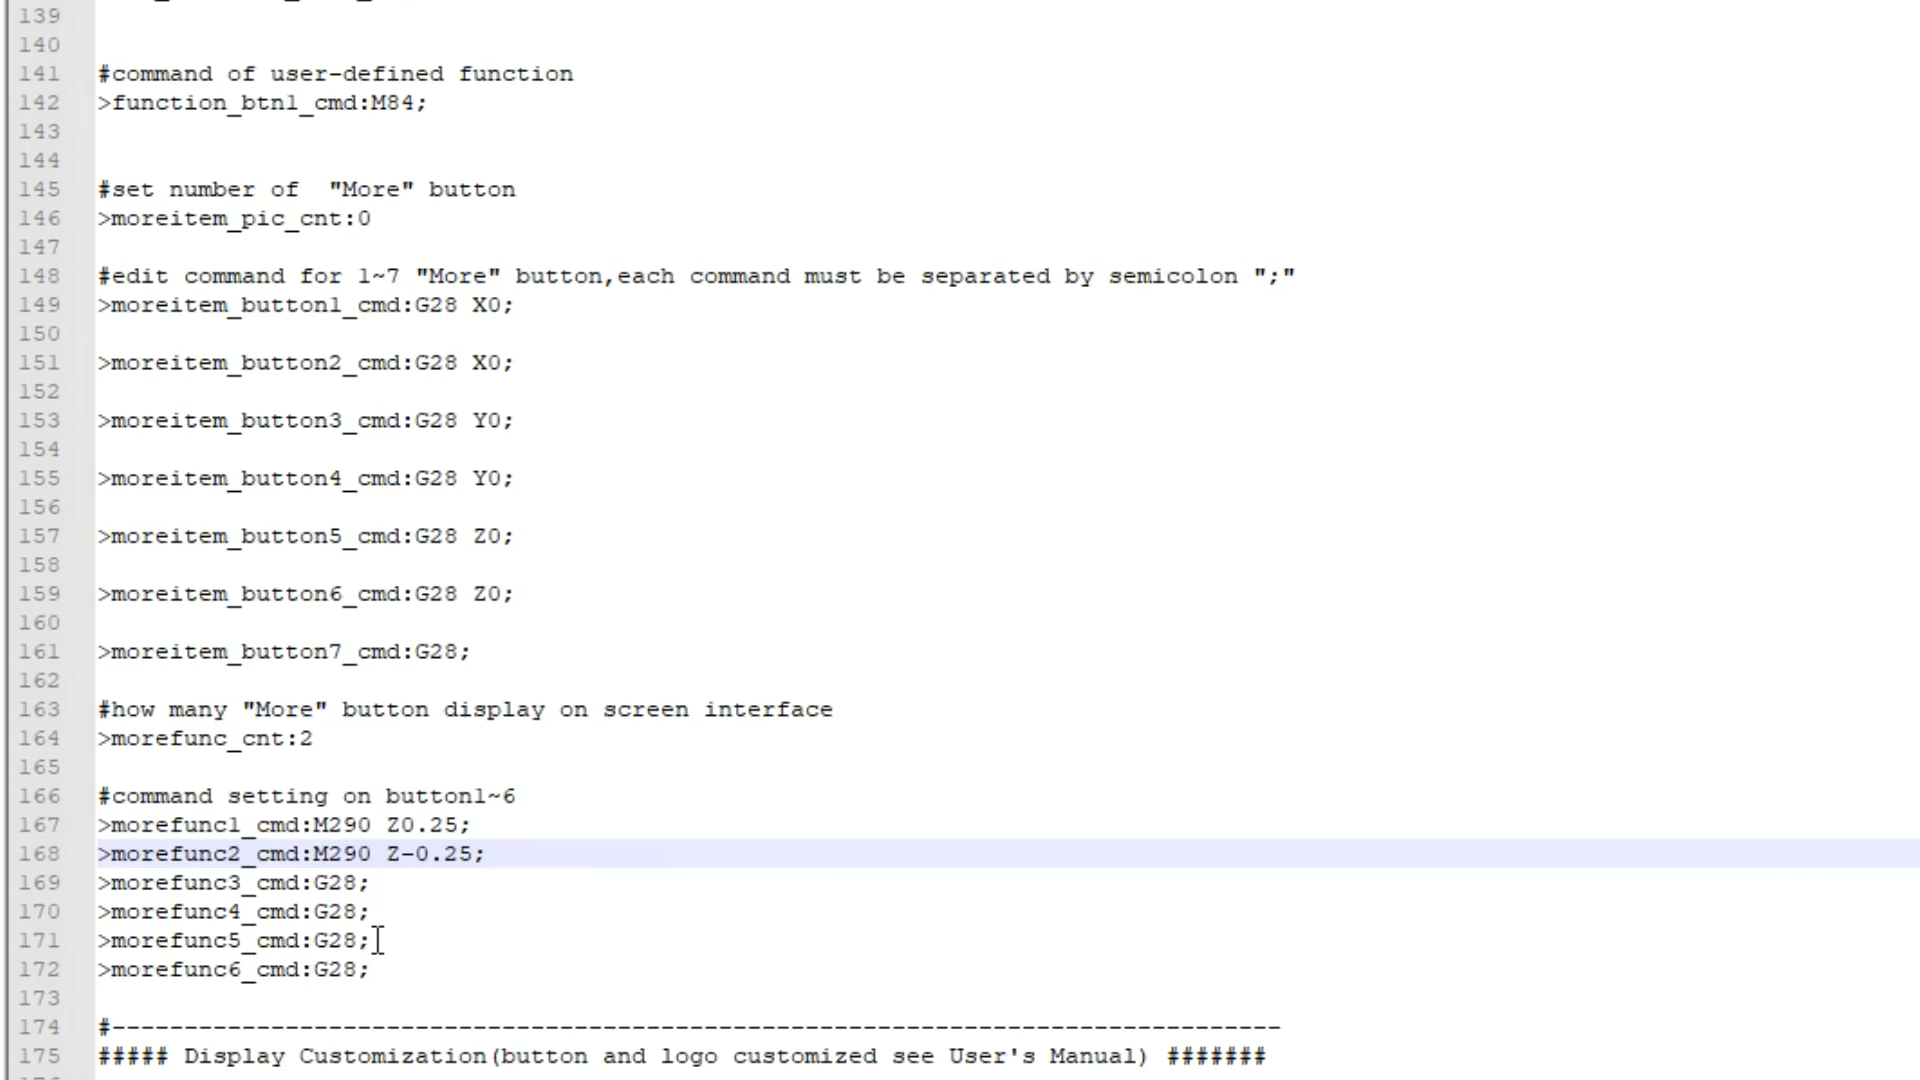 139
140
141 #command of user-defined function
142 >function_btn1_cmd:M84;
143
144
145 #set number of  "More" button
146 >moreitem_pic_cnt:0
147
148 #edit command for 1~7 "More" button,each command must be separated by semicolon ";"
149 >moreitem_button1_cmd:G28 X0;
150
151 >moreitem_button2_cmd:G28 X0;
152
153 >moreitem_button3_cmd:G28 Y0;
154
155 >moreitem_button4_cmd:G28 Y0;
156
157 >moreitem_button5_cmd:G28 Z0;
158
159 >moreitem_button6_cmd:G28 Z0;
160
161 >moreitem_button7_cmd:G28;
162
163 #how many "More" button display on screen interface
164 >morefunc_cnt:2
165
166 #command setting on button1~6
167 >morefunc1_cmd:M290 Z0.25;
168 >morefunc2_cmd:M290 Z-0.25;
169 >morefunc3_cmd:G28;
170 >morefunc4_cmd:G28;
171 >morefunc5_cmd:G28;
172 >morefunc6_cmd:G28;
173
174 #---------------------------------------------------------------------------------
175 ##### Display Customization(button and logo customized see User's Manual) #######